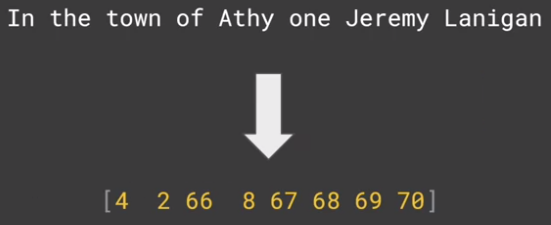 In the town of Athy one Jeremy Lanigan
[4 2 66 8 67 68 69 70]